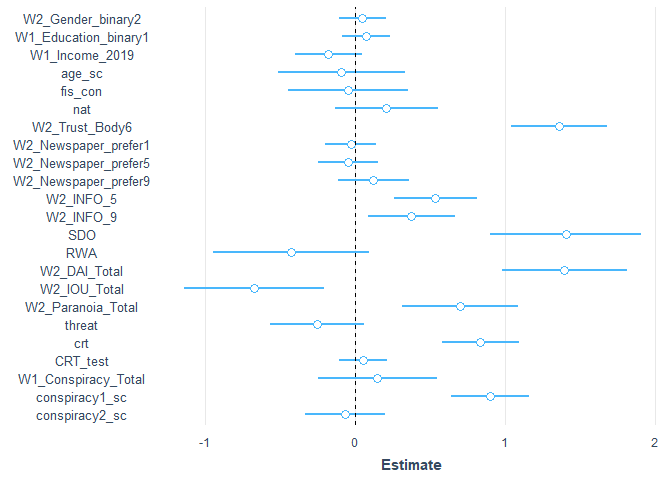 W2_Gender_binary2
W1_Education_binary1
W1_Income_2019
age_sc
fis_con
nat
W2_Trust_Body6
W2_Newspaper_prefer1
W2_Newspaper_prefer5
W2_Newspaper_prefer9
W2_INFO_5
W2_INFO_9
SDO
RWA
W2_DAI_Total
W2_IOU_Total
W2_Paranoia_Total
threat
crt
CRT_test
W1_Conspiracy_Total
conspiracy1_sc
conspiracy2_sc
-1 0 1 2
Estimate